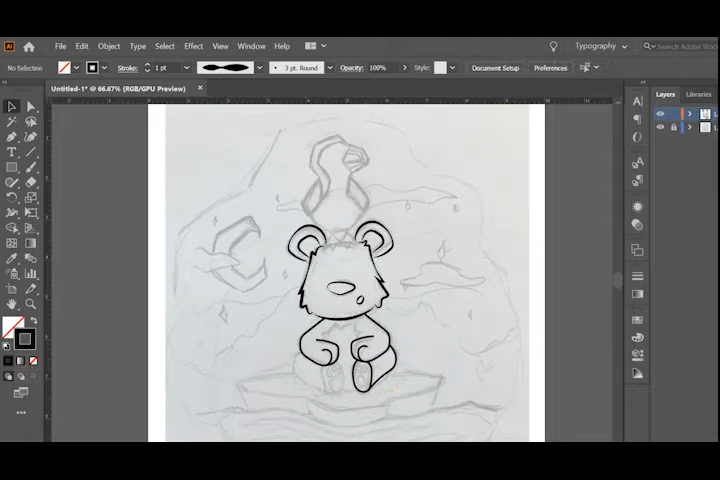 Ai File Edit Object Type Select Effect View Window Help Typography Search Adobe Stock
No Selection Stroke: 1 pt 3 pt. Round Opacity: 100% Style: Document Setup Preferences
Untitled-1* @ 66.67% (RGB/GPU Preview) ×
Layers Libraries